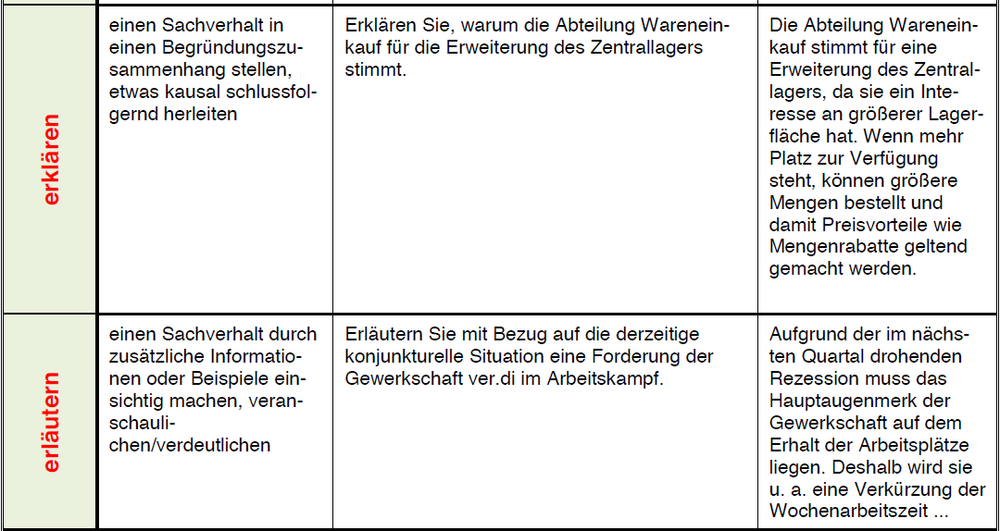 erklären
einen Sachverhalt in
einen Begründungszu-
sammenhang stellen,
etwas kausal schlussfol-
gernd herleiten
Erklären Sie, warum die Abteilung Warenein-
kauf für die Erweiterung des Zentrallagers
stimmt.
Die Abteilung Warenein-
kauf stimmt für eine
Erweiterung des Zentral-
lagers, da sie ein Inte-
resse an größerer Lager-
fläche hat. Wenn mehr
Platz zur Verfügung
steht, können größere
Mengen bestellt und
damit Preisvorteile wie
Mengenrabatte geltend
gemacht werden.
erläutern
einen Sachverhalt durch
zusätzliche Informatio-
nen oder Beispiele ein-
sichtig machen, veran-
schauli-
chen/verdeutlichen
Erläutern Sie mit Bezug auf die derzeitige
konjunkturelle Situation eine Forderung der
Gewerkschaft ver.di im Arbeitskampf.
Aufgrund der im nächs-
ten Quartal drohenden
Rezession muss das
Hauptaugenmerk der
Gewerkschaft auf dem
Erhalt der Arbeitsplätze
liegen. Deshalb wird sie
u. a. eine Verkürzung der
Wochenarbeitszeit ...